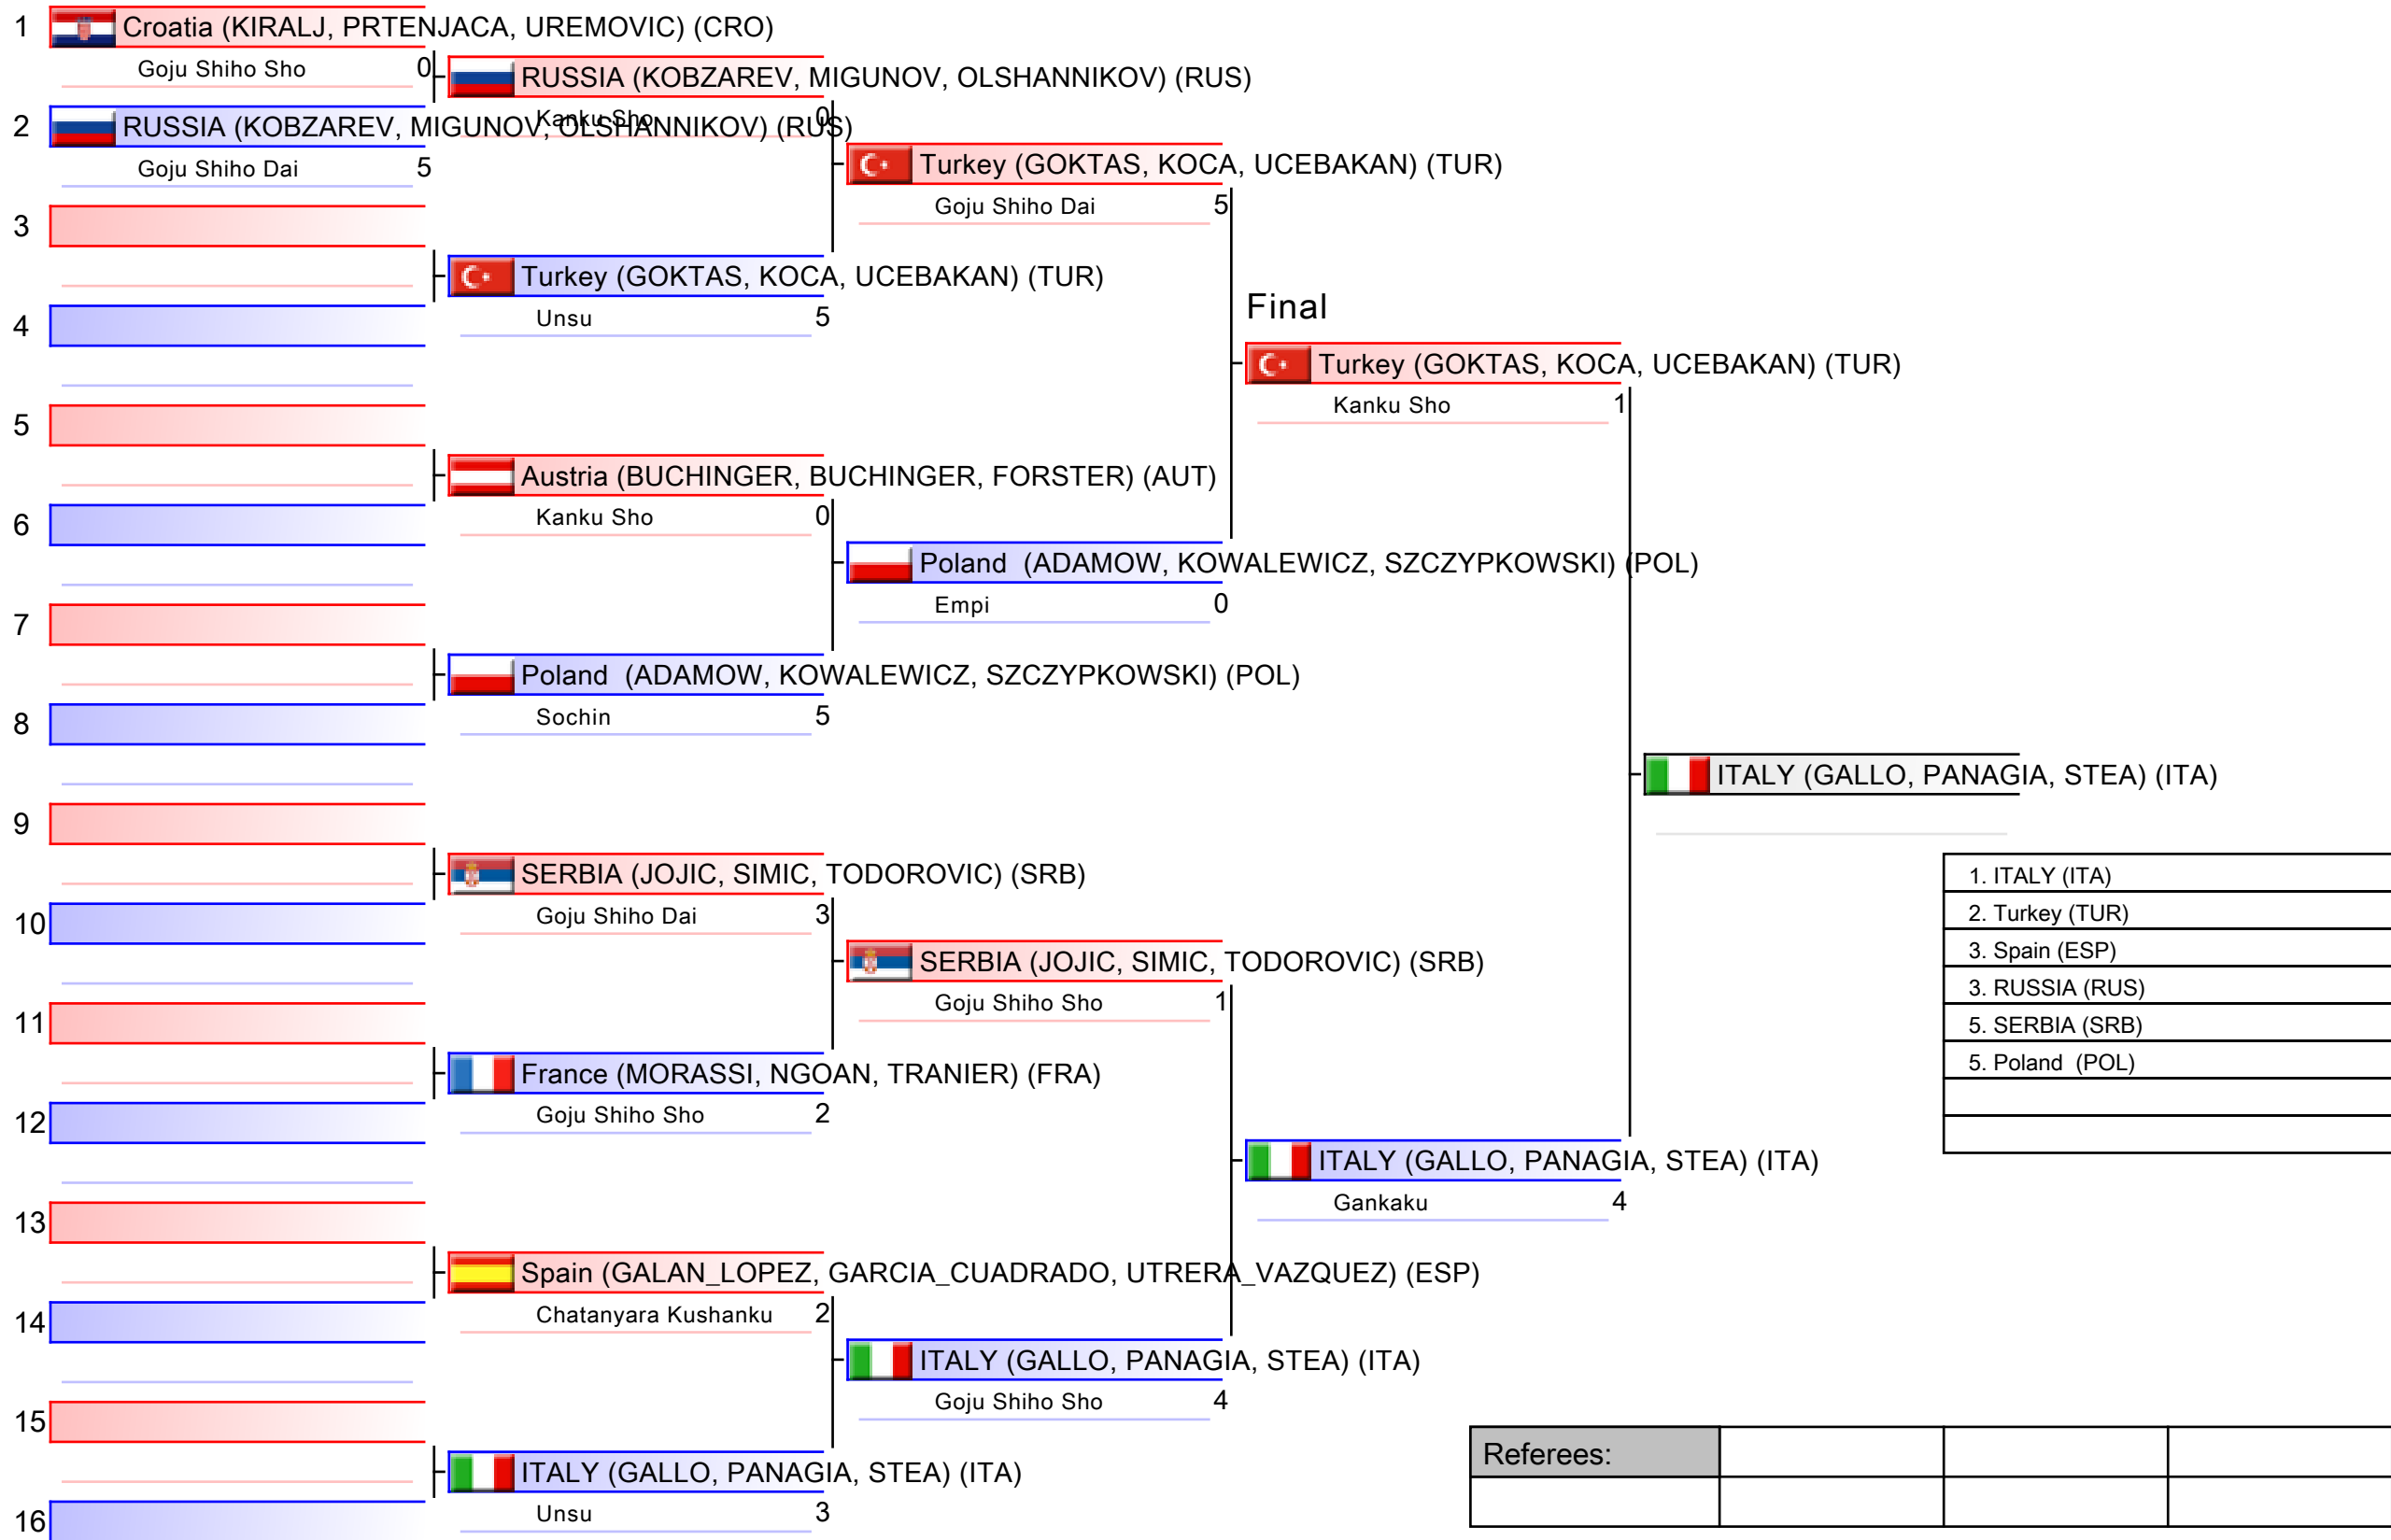 1 Croatia (KIRALJ, PRTENJACA, UREMOVIC) (CRO)
Goju Shiho Sho 0
2 RUSSIA (KOBZAREV, MIGUNOV, OLSHANNIKOV) (RUS)
Goju Shiho Dai 5
3
4
5
6
7
8
9
10
11
12
13
14
15
16
RUSSIA (KOBZAREV, MIGUNOV, OLSHANNIKOV) (RUS)
Kanku Sho 0
Turkey (GOKTAS, KOCA, UCEBAKAN) (TUR)
Unsu 5
Austria (BUCHINGER, BUCHINGER, FORSTER) (AUT)
Kanku Sho 0
Poland (ADAMOW, KOWALEWICZ, SZCZYPKOWSKI) (POL)
Sochin 5
SERBIA (JOJIC, SIMIC, TODOROVIC) (SRB)
Goju Shiho Dai 3
France (MORASSI, NGOAN, TRANIER) (FRA)
Goju Shiho Sho 2
Spain (GALAN_LOPEZ, GARCIA_CUADRADO, UTRERA_VAZQUEZ) (ESP)
Chatanyara Kushanku 2
ITALY (GALLO, PANAGIA, STEA) (ITA)
Unsu 3
Turkey (GOKTAS, KOCA, UCEBAKAN) (TUR)
Goju Shiho Dai 5
Poland (ADAMOW, KOWALEWICZ, SZCZYPKOWSKI) (POL)
Empi 0
SERBIA (JOJIC, SIMIC, TODOROVIC) (SRB)
Goju Shiho Sho 1
ITALY (GALLO, PANAGIA, STEA) (ITA)
Goju Shiho Sho 4
Final
Turkey (GOKTAS, KOCA, UCEBAKAN) (TUR)
Kanku Sho 1
ITALY (GALLO, PANAGIA, STEA) (ITA)
Gankaku 4
ITALY (GALLO, PANAGIA, STEA) (ITA)
1. ITALY (ITA)
2. Turkey (TUR)
3. Spain (ESP)
3. RUSSIA (RUS)
5. SERBIA (SRB)
5. Poland (POL)
Referees: